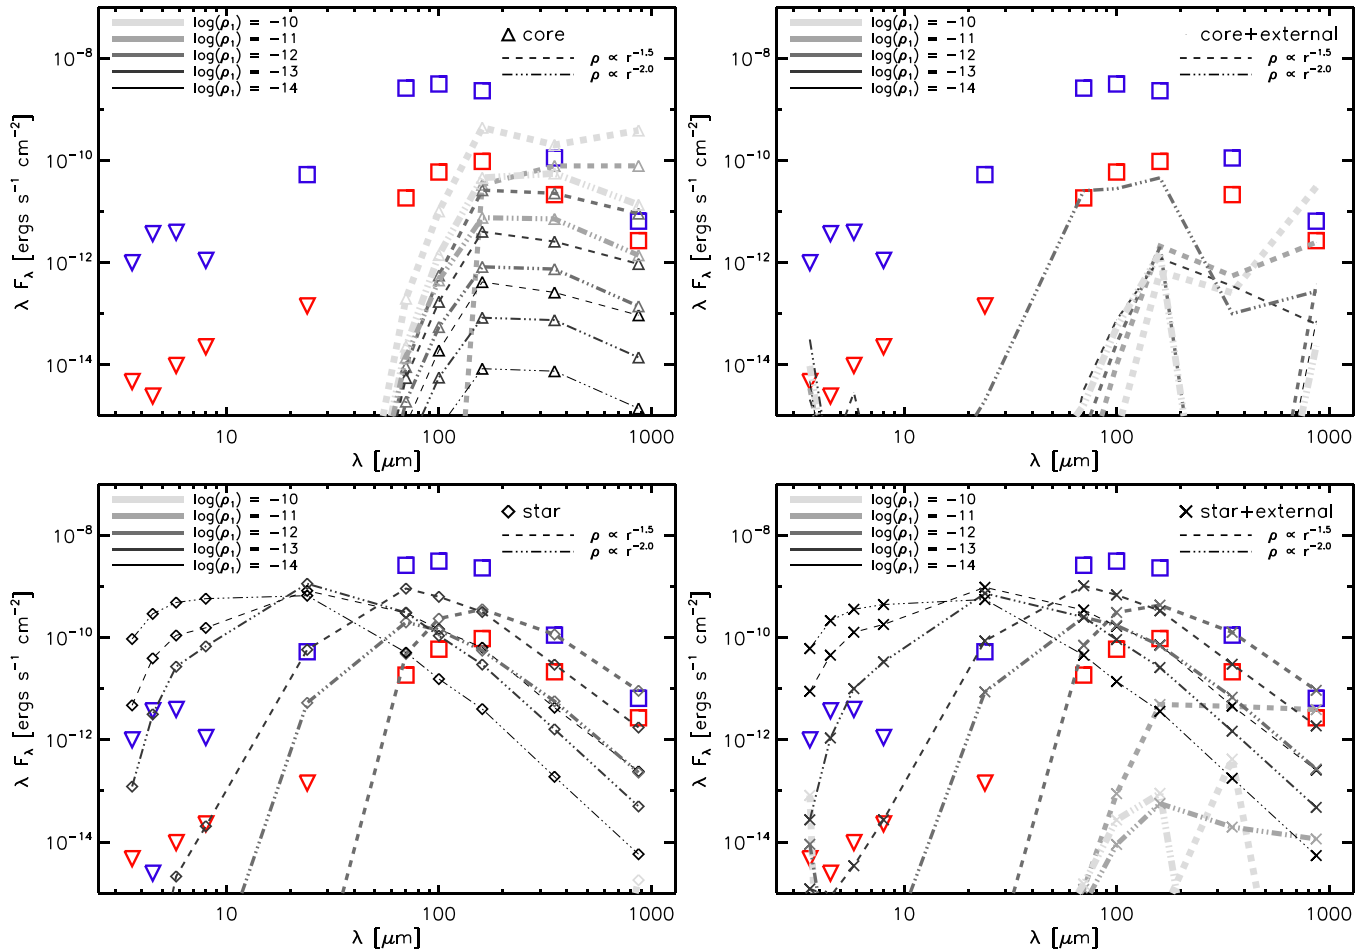 log(ρ₁) = −10
log(ρ₁) = −11
log(ρ₁) = −12
log(ρ₁) = −13
log(ρ₁) = −14
core
ρ ∝ r⁻¹·⁵
ρ ∝ r⁻²·⁰
10⁻⁸
10⁻¹⁰
10⁻¹²
10⁻¹⁴
λ F_λ [ergs s⁻¹ cm⁻²]
10
100
1000
λ [μm]
log(ρ₁) = −10
log(ρ₁) = −11
log(ρ₁) = −12
log(ρ₁) = −13
log(ρ₁) = −14
core+external
ρ ∝ r⁻¹·⁵
ρ ∝ r⁻²·⁰
10⁻⁸
10⁻¹⁰
10⁻¹²
10⁻¹⁴
λ F_λ [ergs s⁻¹ cm⁻²]
10
100
1000
λ [μm]
log(ρ₁) = −10
log(ρ₁) = −11
log(ρ₁) = −12
log(ρ₁) = −13
log(ρ₁) = −14
star
ρ ∝ r⁻¹·⁵
ρ ∝ r⁻²·⁰
10⁻⁸
10⁻¹⁰
10⁻¹²
10⁻¹⁴
λ F_λ [ergs s⁻¹ cm⁻²]
10
100
1000
λ [μm]
log(ρ₁) = −10
log(ρ₁) = −11
log(ρ₁) = −12
log(ρ₁) = −13
log(ρ₁) = −14
star+external
ρ ∝ r⁻¹·⁵
ρ ∝ r⁻²·⁰
10⁻⁸
10⁻¹⁰
10⁻¹²
10⁻¹⁴
λ F_λ [ergs s⁻¹ cm⁻²]
10
100
1000
λ [μm]